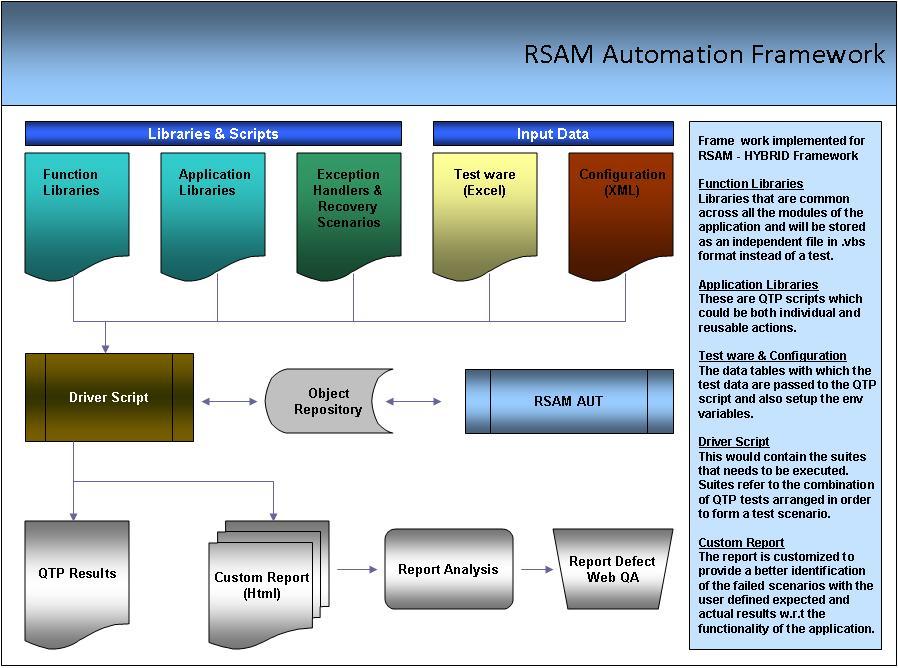 RSAM Automation Framework
Libraries & Scripts
Input Data
Function
Libraries
Application
Libraries
Exception
Handlers &
Recovery
Scenarios
Test ware
(Excel)
Configuration
(XML)
Driver Script
Object
Repository
RSAM AUT
QTP Results
Custom Report
(Html)
Report Analysis
Report Defect
Web QA
Frame work implemented for
RSAM - HYBRID Framework
Function Libraries
Libraries that are common
across all the modules of the
application and will be stored
as an independent file in .vbs
format instead of a test.
Application Libraries
These are QTP scripts which
could be both individual and
reusable actions.
Test ware & Configuration
The data tables with which the
test data are passed to the QTP
script and also setup the env
variables.
Driver Script
This would contain the suites
that needs to be executed.
Suites refer to the combination
of QTP tests arranged in order
to form a test scenario.
Custom Report
The report is customized to
provide a better identification
of the failed scenarios with the
user defined expected and
actual results w.r.t the
functionality of the application.